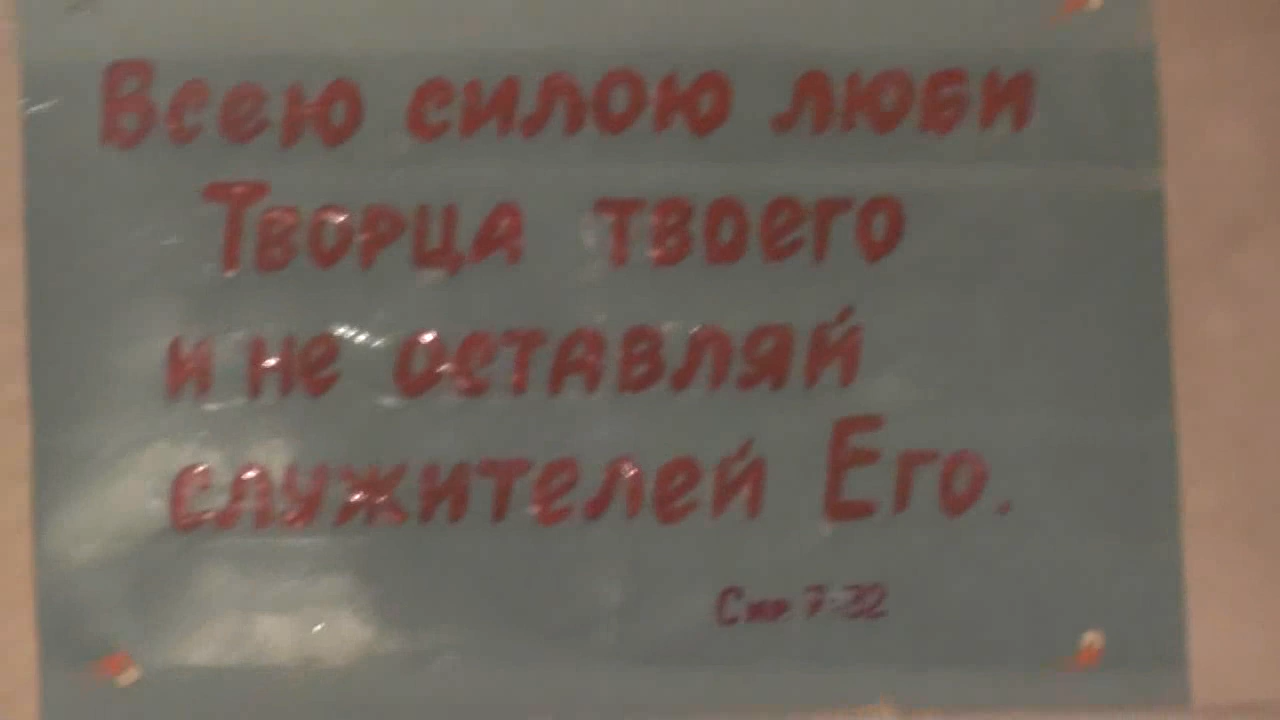 Всею силою люби
Творца твоего
и не оставляй
служителей Его.
Сир 7:32